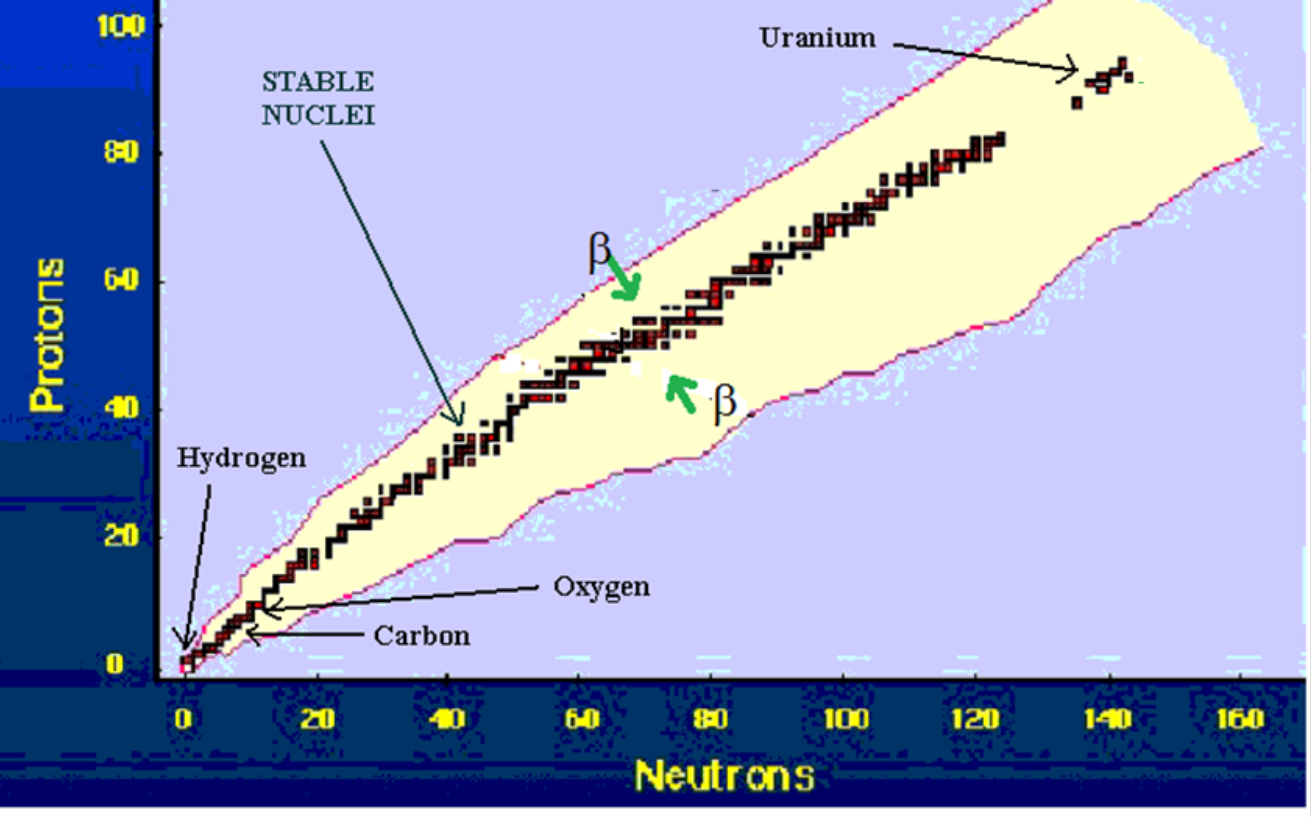 100
Uranium
STABLE
NUCLEI
80
β
60
Protons
β
40
Hydrogen
20
Oxygen
Carbon
0
0 20 40 60 80 100 120 140 160
Neutrons